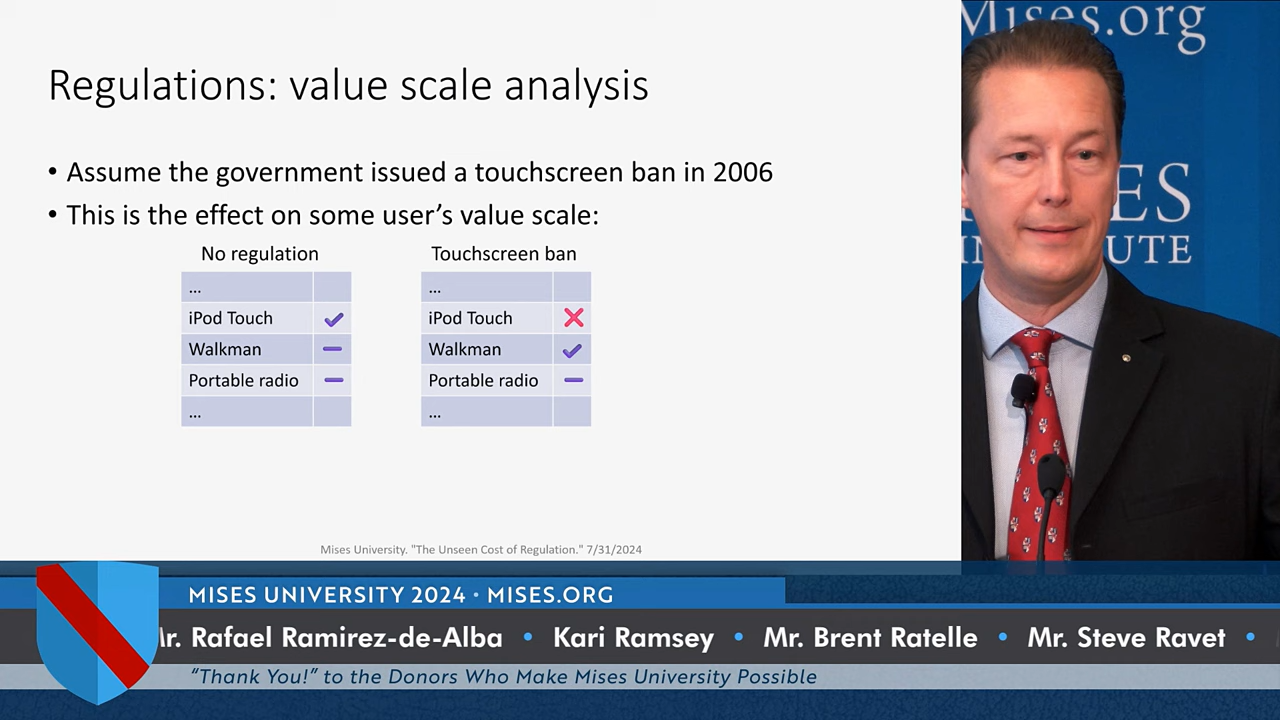 Regulations: value scale analysis
• Assume the government issued a touchscreen ban in 2006
• This is the effect on some user’s value scale:
No regulation
...
iPod Touch
Walkman
Portable radio
...
Touchscreen ban
...
iPod Touch
Walkman
Portable radio
...
Mises University. "The Unseen Cost of Regulation." 7/31/2024
Mises.org
ES
IN UTE
MISES UNIVERSITY 2024 • MISES.ORG
Mr. Rafael Ramirez-de-Alba • Kari Ramsey • Mr. Brent Ratelle • Mr. Steve Ravet •
“Thank You!” to the Donors Who Make Mises University Possible